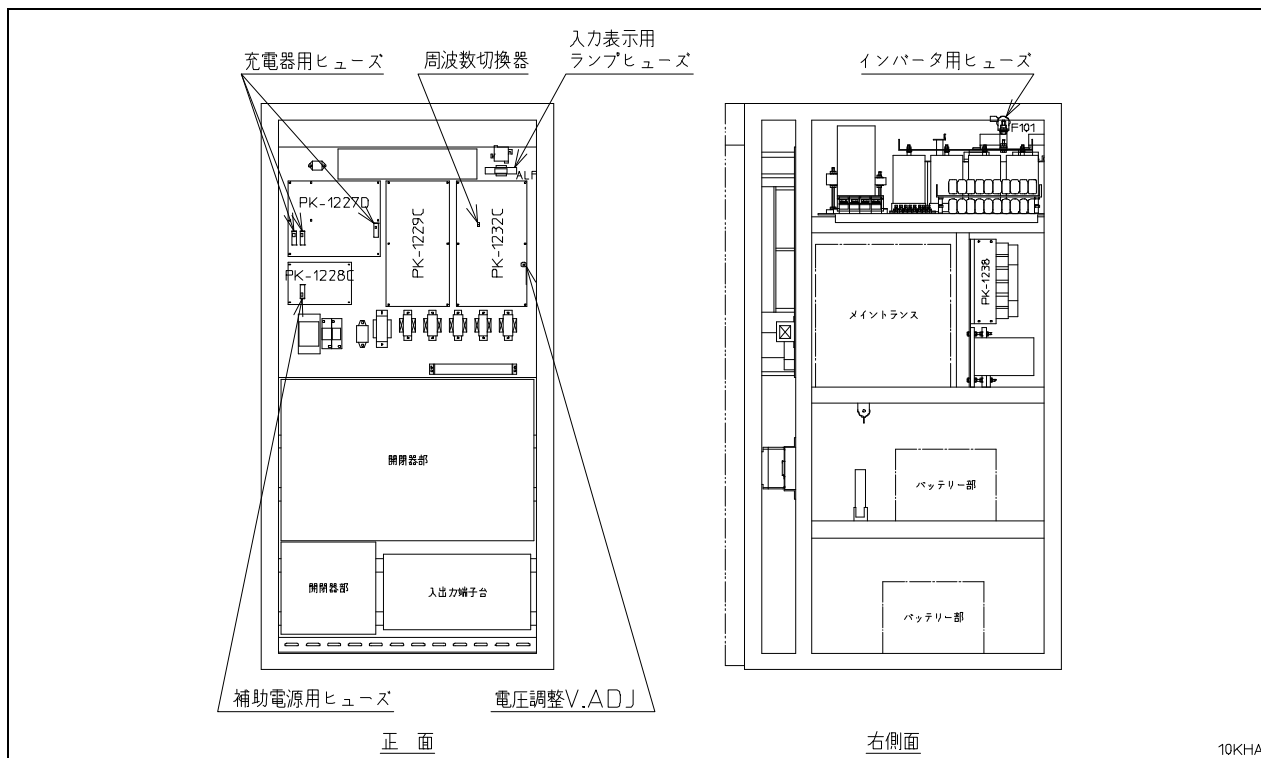 充電器用ヒューズ
周波数切換器
入力表示用
ランプヒューズ
インバータ用ヒューズ
F101
ALF
PK-1227D
PK-1229C
PK-1232C
PK-1228C
PK-1238
メイントランス
開閉器部
バッテリー部
開閉器部
入出力端子台
バッテリー部
補助電源用ヒューズ
電圧調整V.ADJ
正 面
右側面
10KHA